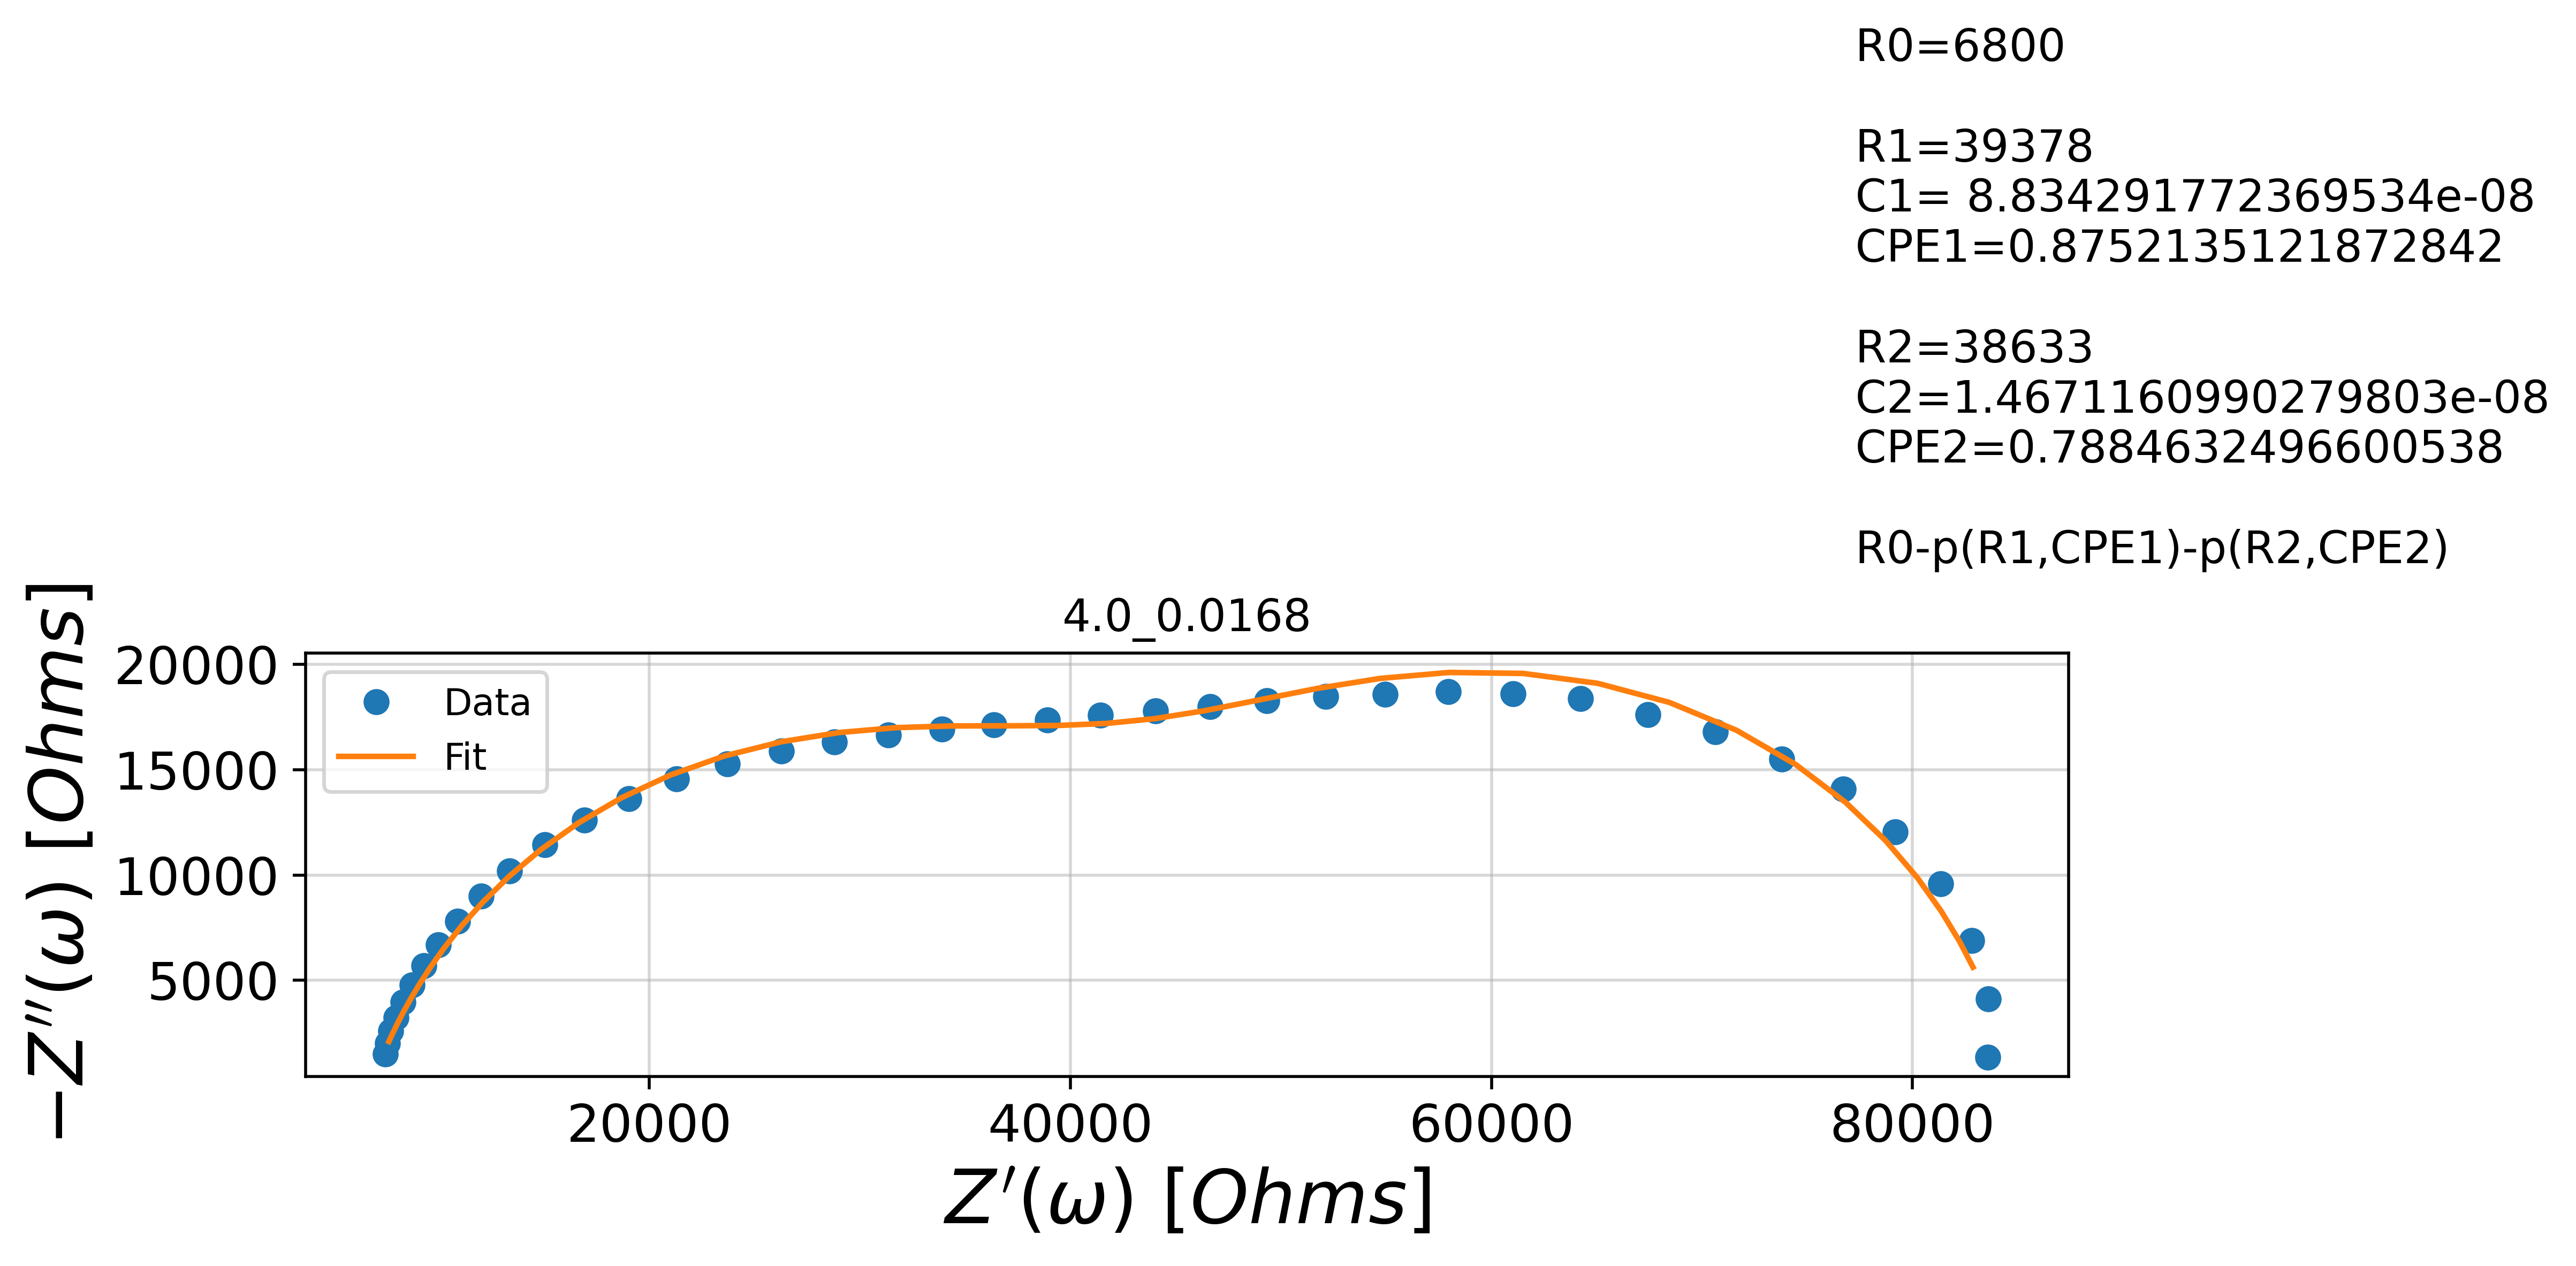 R0=6800
R1=39378
C1= 8.834291772369534e-08
CPE1=0.8752135121872842
R2=38633
C2=1.4671160990279803e-08
CPE2=0.7884632496600538
R0-p(R1,CPE1)-p(R2,CPE2)
4.0_0.0168
−Z′′(ω) [Ohms]
20000
15000
10000
5000
Data
Fit
20000 40000 60000 80000
Z′(ω) [Ohms]